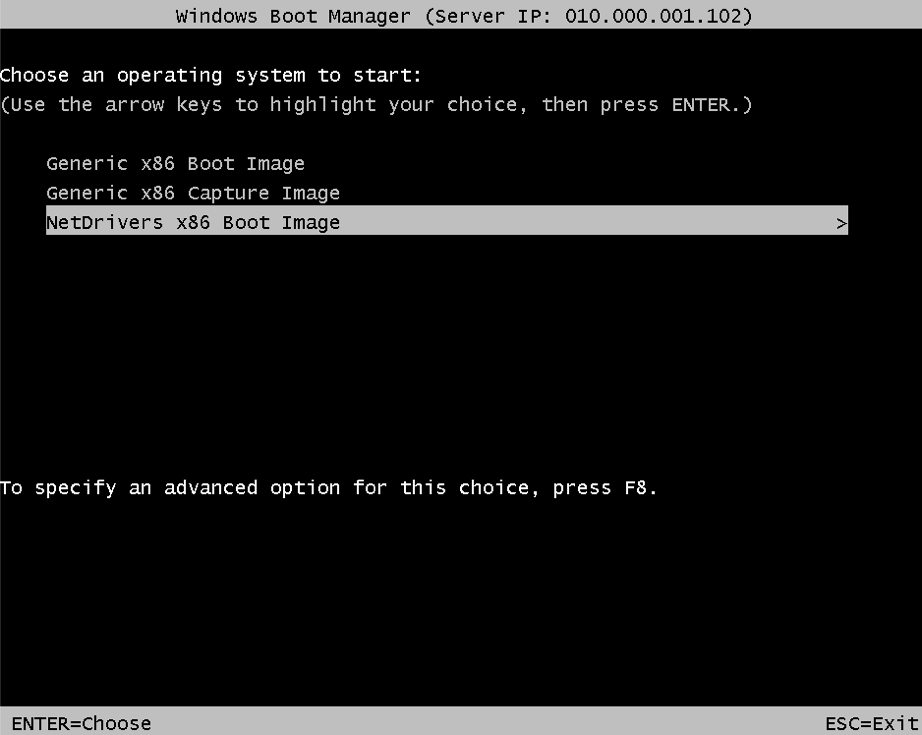 Windows Boot Manager (Server IP: 010.000.001.102)
Choose an operating system to start:
(Use the arrow keys to highlight your choice, then press ENTER.)
Generic x86 Boot Image
Generic x86 Capture Image
NetDrivers x86 Boot Image >
To specify an advanced option for this choice, press F8.
ENTER=Choose ESC=Exit